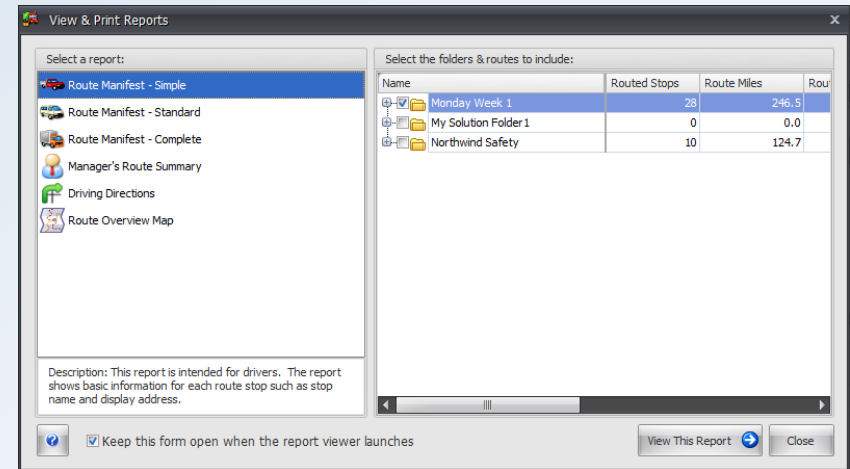 View & Print Reports
x
Select a report:
Route Manifest - Simple
Route Manifest - Standard
Route Manifest - Complete
Manager's Route Summary
Driving Directions
Route Overview Map
Description: This report is intended for drivers. The report
shows basic information for each route stop such as stop
name and display address.
Select the folders & routes to include:
Name Routed Stops Route Miles Rou
Monday Week 1 28 246.5
My Solution Folder1 0 0.0
Northwind Safety 10 124.7
? Keep this form open when the report viewer launches
View This Report Close